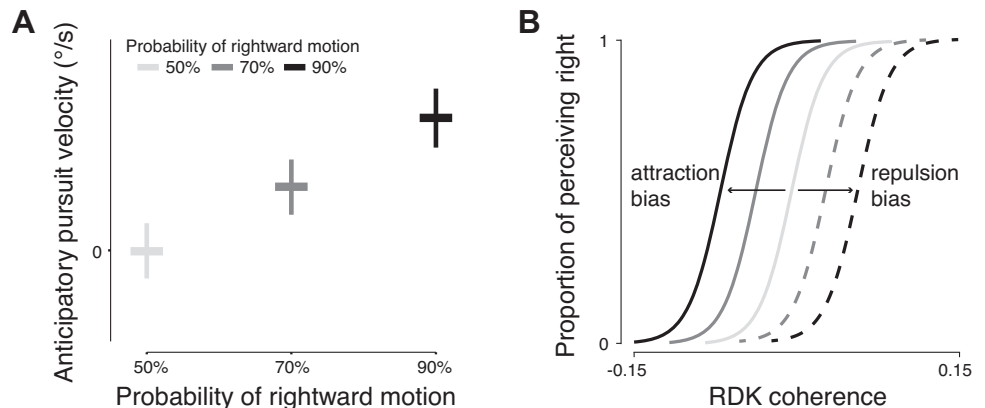 A
Anticipatory pursuit velocity (°/s)
Probability of rightward motion
50% 70% 90%
0
50% 70% 90%
Probability of rightward motion
B
Proportion of perceiving right
1
attraction
bias
repulsion
bias
0
-0.15 0.15
RDK coherence